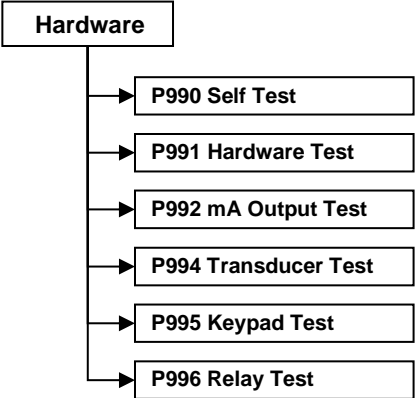 Hardware
P990 Self Test
P991 Hardware Test
P992 mA Output Test
P994 Transducer Test
P995 Keypad Test
P996 Relay Test